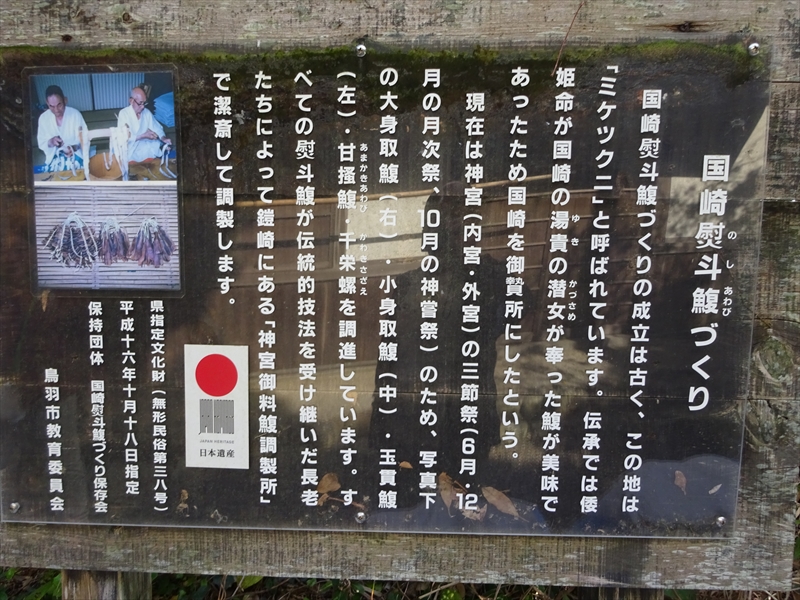 国崎熨斗鰒づくり
のしあわび
国崎熨斗鰒づくりの成立は古く、この地は
「ミケツクニ」と呼ばれています。伝承では倭
姫命が国崎の湯貴の潜女が奉った鰒が美味で
ゆき かづさめ
あったため国崎を御贄所にしたという。
現在は神宮(内宮・外宮)の三節祭(6月・12
月の月次祭、10月の神嘗祭)のため、写真下
の大身取鰒(右)・小身取鰒(中)・玉貫鰒
(左)・甘掻鰒、干栄螺を調進しています。す
あまかきあわび かわきさざえ
べての熨斗鰒が伝統的技法を受け継いだ長老
たちによって鎧崎にある「神宮御料鰒調製所」
で潔斎して調製します。
県指定文化財(無形民俗第三八号)
平成十六年十月十八日指定
保持団体 国崎熨斗鰒づくり保存会
鳥羽市教育委員会
JAPAN HERITAGE
日本遺産